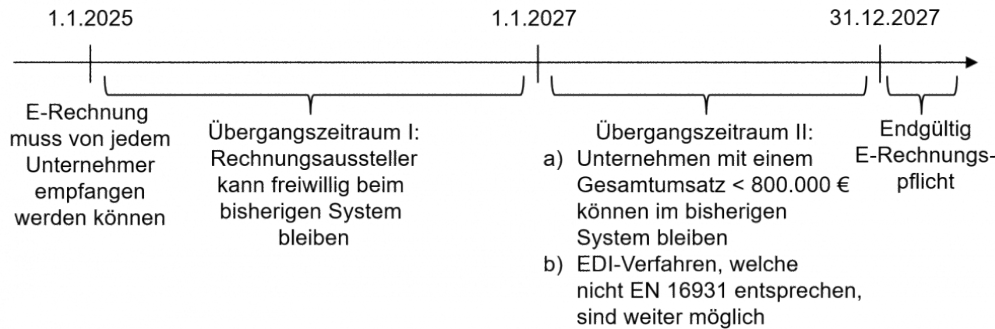 1.1.2025
1.1.2027
31.12.2027
E-Rechnung
muss von jedem
Unternehmer
empfangen
werden können
Übergangszeitraum I:
Rechnungsaussteller
kann freiwillig beim
bisherigen System
bleiben
Übergangszeitraum II:
a) Unternehmen mit einem
Gesamtumsatz < 800.000 €
können im bisherigen
System bleiben
b) EDI-Verfahren, welche
nicht EN 16931 entsprechen,
sind weiter möglich
Endgültig
E-Rechnungs-
pflicht